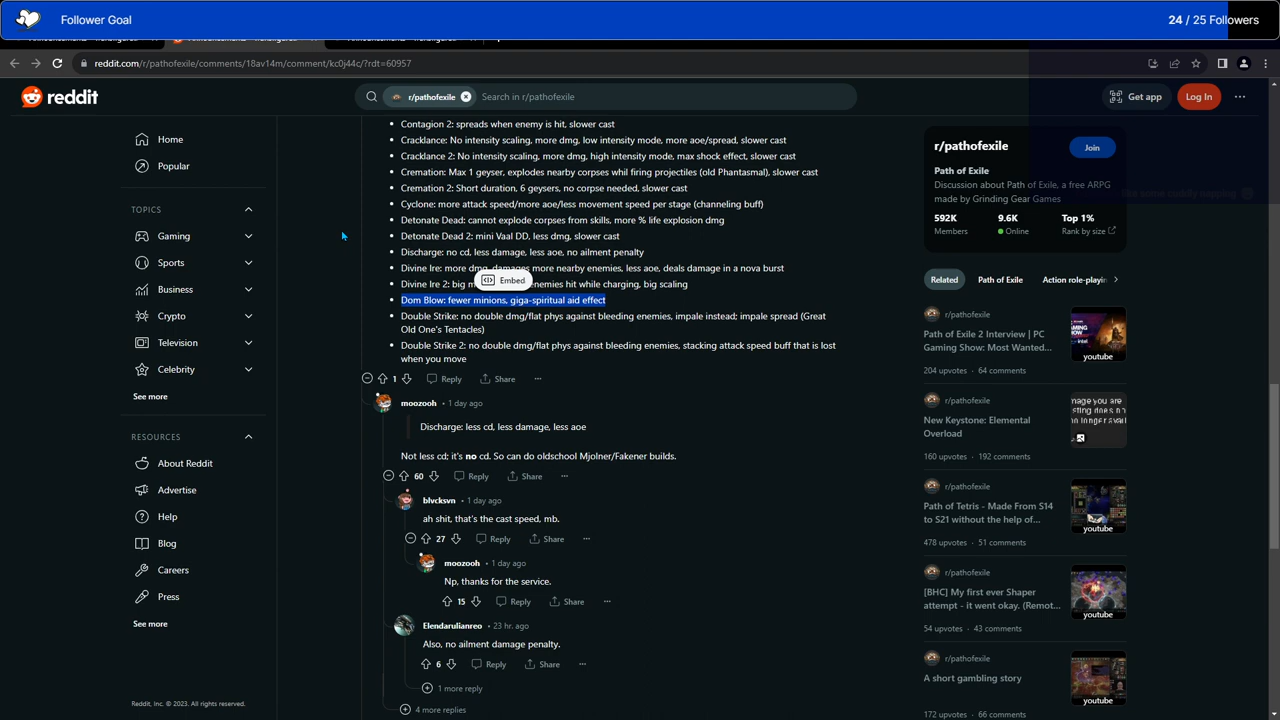 Follower Goal
24 / 25 Followers
reddit.com/r/pathofexile/comments/18av14m/comment/kc0j44c/?rdt=60957
reddit
r/pathofexile
Search in r/pathofexile
Get app
Log In
Home
Popular
TOPICS
Gaming
Sports
Business
Crypto
Television
Celebrity
See more
RESOURCES
About Reddit
Advertise
Help
Blog
Careers
Press
See more
Reddit, Inc. © 2023. All rights reserved.
Contagion 2: spreads when enemy is hit, slower cast
Cracklance: No intensity scaling, more dmg, low intensity mode, more aoe/spread, slower cast
Cracklance 2: No intensity scaling, more dmg, high intensity mode, max shock effect, slower cast
Cremation: Max 1 geyser, explodes nearby corpses whil firing projectiles (old Phantasmal), slower cast
Cremation 2: Short duration, 6 geysers, no corpse needed, slower cast
Cyclone: more attack speed/more aoe/less movement speed per stage (channeling buff)
Detonate Dead: cannot explode corpses from skills, more % life explosion dmg
Detonate Dead 2: mini Vaal DD, less dmg, slower cast
Discharge: no cd, less damage, less aoe, no ailment penalty
Divine Ire: more dmg, damages more nearby enemies, less aoe, deals damage in a nova burst
Divine Ire 2: big enemies hit while charging, big scaling
Embed
Dom Blow: fewer minions, giga-spiritual aid effect
Double Strike: no double dmg/flat phys against bleeding enemies, impale instead; impale spread (Great
Old One's Tentacles)
Double Strike 2: no double dmg/flat phys against bleeding enemies, stacking attack speed buff that is lost
when you move
1 Reply Share
moozooh • 1 day ago
Discharge: less cd, less damage, less aoe
Not less cd; it's no cd. So can do oldschool Mjolner/Fakener builds.
60 Reply Share
blvcksvn • 1 day ago
ah shit, that's the cast speed, mb.
27 Reply Share
moozooh • 1 day ago
Np, thanks for the service.
15 Reply Share
Elendarulianreo • 23 hr. ago
Also, no ailment damage penalty.
6 Reply Share
1 more reply
4 more replies
r/pathofexile
Join
Path of Exile
Discussion about Path of Exile, a free ARPG
made by Grinding Gear Games
592K
9.6K
Top 1%
Members
Online
Rank by size
Related
Path of Exile
Action role-playin
r/pathofexile
Path of Exile 2 Interview | PC
Gaming Show: Most Wanted...
youtube
204 upvotes • 64 comments
r/pathofexile
New Keystone: Elemental
Overload
160 upvotes • 192 comments
r/pathofexile
Path of Tetris - Made From S14
to S21 without the help of...
youtube
478 upvotes • 51 comments
r/pathofexile
[BHC] My first ever Shaper
attempt - it went okay. (Remot...
youtube
54 upvotes • 43 comments
r/pathofexile
A short gambling story
youtube
172 upvotes • 66 comments